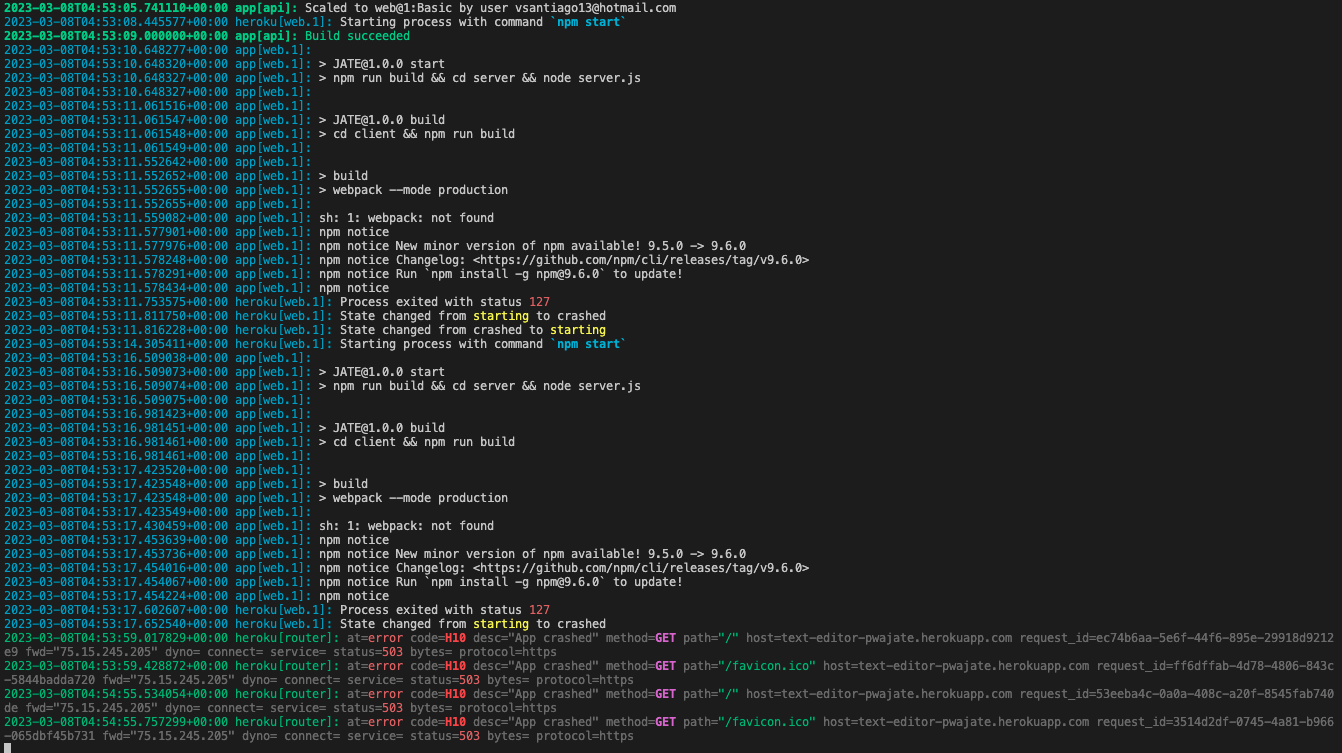 2023-03-08T04:53:05.741110+00:00 app[api]: Scaled to web@1:Basic by user vsantiago13@hotmail.com
2023-03-08T04:53:08.445577+00:00 heroku[web.1]: Starting process with command `npm start`
2023-03-08T04:53:09.000000+00:00 app[api]: Build succeeded
2023-03-08T04:53:10.648277+00:00 app[web.1]:
2023-03-08T04:53:10.648320+00:00 app[web.1]: > JATE@1.0.0 start
2023-03-08T04:53:10.648327+00:00 app[web.1]: > npm run build && cd server && node server.js
2023-03-08T04:53:10.648327+00:00 app[web.1]:
2023-03-08T04:53:11.061516+00:00 app[web.1]:
2023-03-08T04:53:11.061547+00:00 app[web.1]: > JATE@1.0.0 build
2023-03-08T04:53:11.061548+00:00 app[web.1]: > cd client && npm run build
2023-03-08T04:53:11.061549+00:00 app[web.1]:
2023-03-08T04:53:11.552642+00:00 app[web.1]:
2023-03-08T04:53:11.552652+00:00 app[web.1]: > build
2023-03-08T04:53:11.552655+00:00 app[web.1]: > webpack --mode production
2023-03-08T04:53:11.552655+00:00 app[web.1]:
2023-03-08T04:53:11.559082+00:00 app[web.1]: sh: 1: webpack: not found
2023-03-08T04:53:11.577901+00:00 app[web.1]: npm notice
2023-03-08T04:53:11.577976+00:00 app[web.1]: npm notice New minor version of npm available! 9.5.0 -> 9.6.0
2023-03-08T04:53:11.578248+00:00 app[web.1]: npm notice Changelog: <https://github.com/npm/cli/releases/tag/v9.6.0>
2023-03-08T04:53:11.578291+00:00 app[web.1]: npm notice Run `npm install -g npm@9.6.0` to update!
2023-03-08T04:53:11.578434+00:00 app[web.1]: npm notice
2023-03-08T04:53:11.753575+00:00 heroku[web.1]: Process exited with status 127
2023-03-08T04:53:11.811750+00:00 heroku[web.1]: State changed from starting to crashed
2023-03-08T04:53:11.816228+00:00 heroku[web.1]: State changed from crashed to starting
2023-03-08T04:53:14.305411+00:00 heroku[web.1]: Starting process with command `npm start`
2023-03-08T04:53:16.509038+00:00 app[web.1]:
2023-03-08T04:53:16.509073+00:00 app[web.1]: > JATE@1.0.0 start
2023-03-08T04:53:16.509074+00:00 app[web.1]: > npm run build && cd server && node server.js
2023-03-08T04:53:16.509075+00:00 app[web.1]:
2023-03-08T04:53:16.981423+00:00 app[web.1]:
2023-03-08T04:53:16.981451+00:00 app[web.1]: > JATE@1.0.0 build
2023-03-08T04:53:16.981461+00:00 app[web.1]: > cd client && npm run build
2023-03-08T04:53:16.981461+00:00 app[web.1]:
2023-03-08T04:53:17.423520+00:00 app[web.1]:
2023-03-08T04:53:17.423548+00:00 app[web.1]: > build
2023-03-08T04:53:17.423548+00:00 app[web.1]: > webpack --mode production
2023-03-08T04:53:17.423549+00:00 app[web.1]:
2023-03-08T04:53:17.430459+00:00 app[web.1]: sh: 1: webpack: not found
2023-03-08T04:53:17.453639+00:00 app[web.1]: npm notice
2023-03-08T04:53:17.453736+00:00 app[web.1]: npm notice New minor version of npm available! 9.5.0 -> 9.6.0
2023-03-08T04:53:17.454016+00:00 app[web.1]: npm notice Changelog: <https://github.com/npm/cli/releases/tag/v9.6.0>
2023-03-08T04:53:17.454067+00:00 app[web.1]: npm notice Run `npm install -g npm@9.6.0` to update!
2023-03-08T04:53:17.454224+00:00 app[web.1]: npm notice
2023-03-08T04:53:17.602607+00:00 heroku[web.1]: Process exited with status 127
2023-03-08T04:53:17.652540+00:00 heroku[web.1]: State changed from starting to crashed
2023-03-08T04:53:59.017829+00:00 heroku[router]: at=error code=H10 desc="App crashed" method=GET path="/" host=text-editor-pwajate.herokuapp.com request_id=ec74b6aa-5e6f-44f6-895e-29918d9212
e9 fwd="75.15.245.205" dyno= connect= service= status=503 bytes= protocol=https
2023-03-08T04:53:59.428872+00:00 heroku[router]: at=error code=H10 desc="App crashed" method=GET path="/favicon.ico" host=text-editor-pwajate.herokuapp.com request_id=ff6dffab-4d78-4806-843c
-5844badda720 fwd="75.15.245.205" dyno= connect= service= status=503 bytes= protocol=https
2023-03-08T04:54:55.534054+00:00 heroku[router]: at=error code=H10 desc="App crashed" method=GET path="/" host=text-editor-pwajate.herokuapp.com request_id=53eeba4c-0a0a-408c-a20f-8545fab740
de fwd="75.15.245.205" dyno= connect= service= status=503 bytes= protocol=https
2023-03-08T04:54:55.757299+00:00 heroku[router]: at=error code=H10 desc="App crashed" method=GET path="/favicon.ico" host=text-editor-pwajate.herokuapp.com request_id=3514d2df-0745-4a81-b966
-065dbf45b731 fwd="75.15.245.205" dyno= connect= service= status=503 bytes= protocol=https